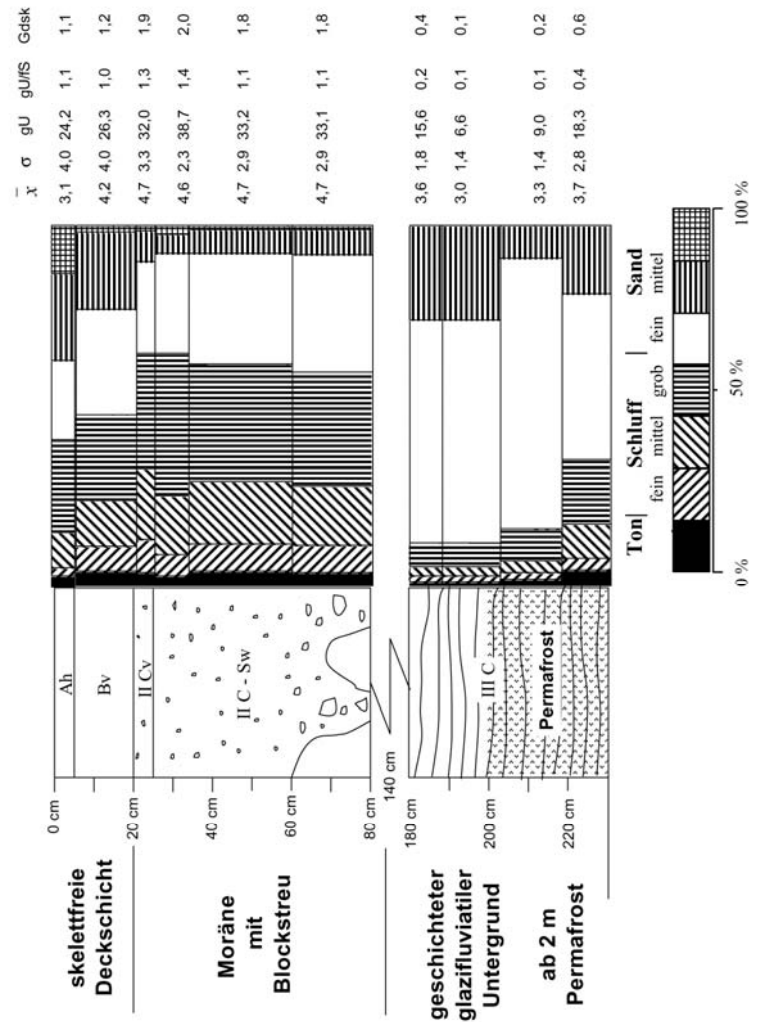 x̄ σ gU gU/fS Gdsk
3,1 4,0 24,2 1,1 1,1
4,2 4,0 26,3 1,0 1,2
4,7 3,3 32,0 1,3 1,9
4,6 2,3 38,7 1,4 2,0
4,7 2,9 33,2 1,1 1,8
4,7 2,9 33,1 1,1 1,8
3,6 1,8 15,6 0,2 0,4
3,0 1,4 6,6 0,1 0,1
3,3 1,4 9,0 0,1 0,2
3,7 2,8 18,3 0,4 0,6
Ah
Bv
II Cv
II C - Sw
III C
Permafrost
0 cm
20 cm
40 cm
60 cm
80 cm
140 cm
180 cm
200 cm
220 cm
skelettfreie
Deckschicht
Moräne
mit
Blockstreu
geschichteter
glazifluviatiler
Untergrund
ab 2 m
Permafrost
Ton| Schluff | Sand
fein mittel grob fein mittel
0 % 50 % 100 %